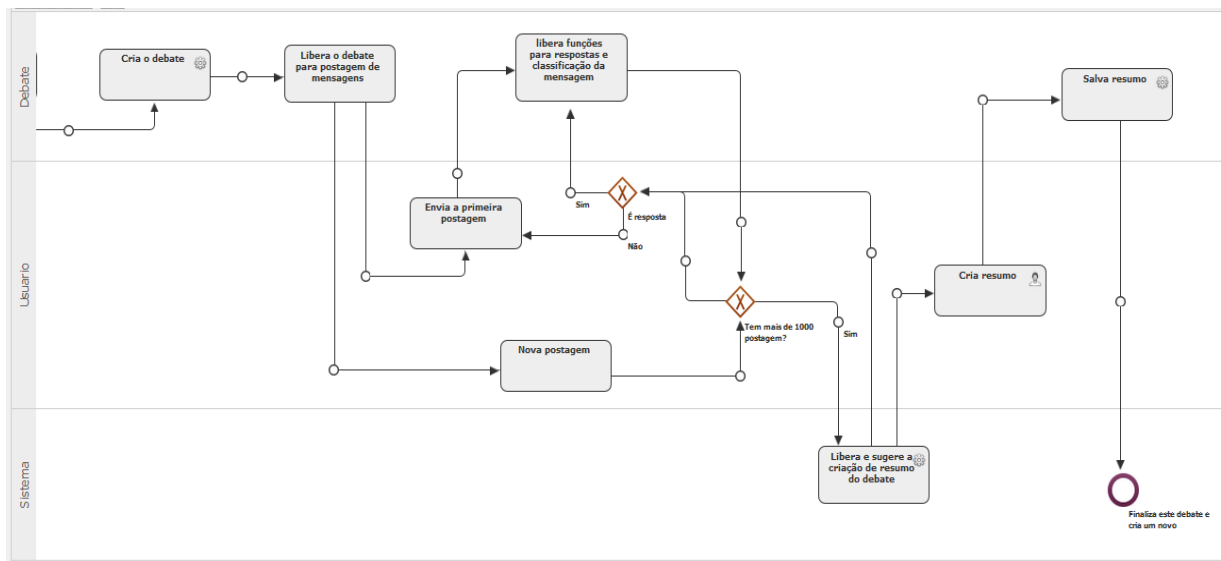 Debate
Cria o debate
Libera o debate
para postagem de
mensagens
libera funções
para respostas e
classificação da
mensagem
Salva resumo
Usuario
Envia a primeira
postagem
Sim
É resposta
Não
Cria resumo
Tem mais de 1000
postagem?
Sim
Nova postagem
Sistema
Libera e sugere a
criação de resumo
do debate
Finaliza este debate e
cria um novo